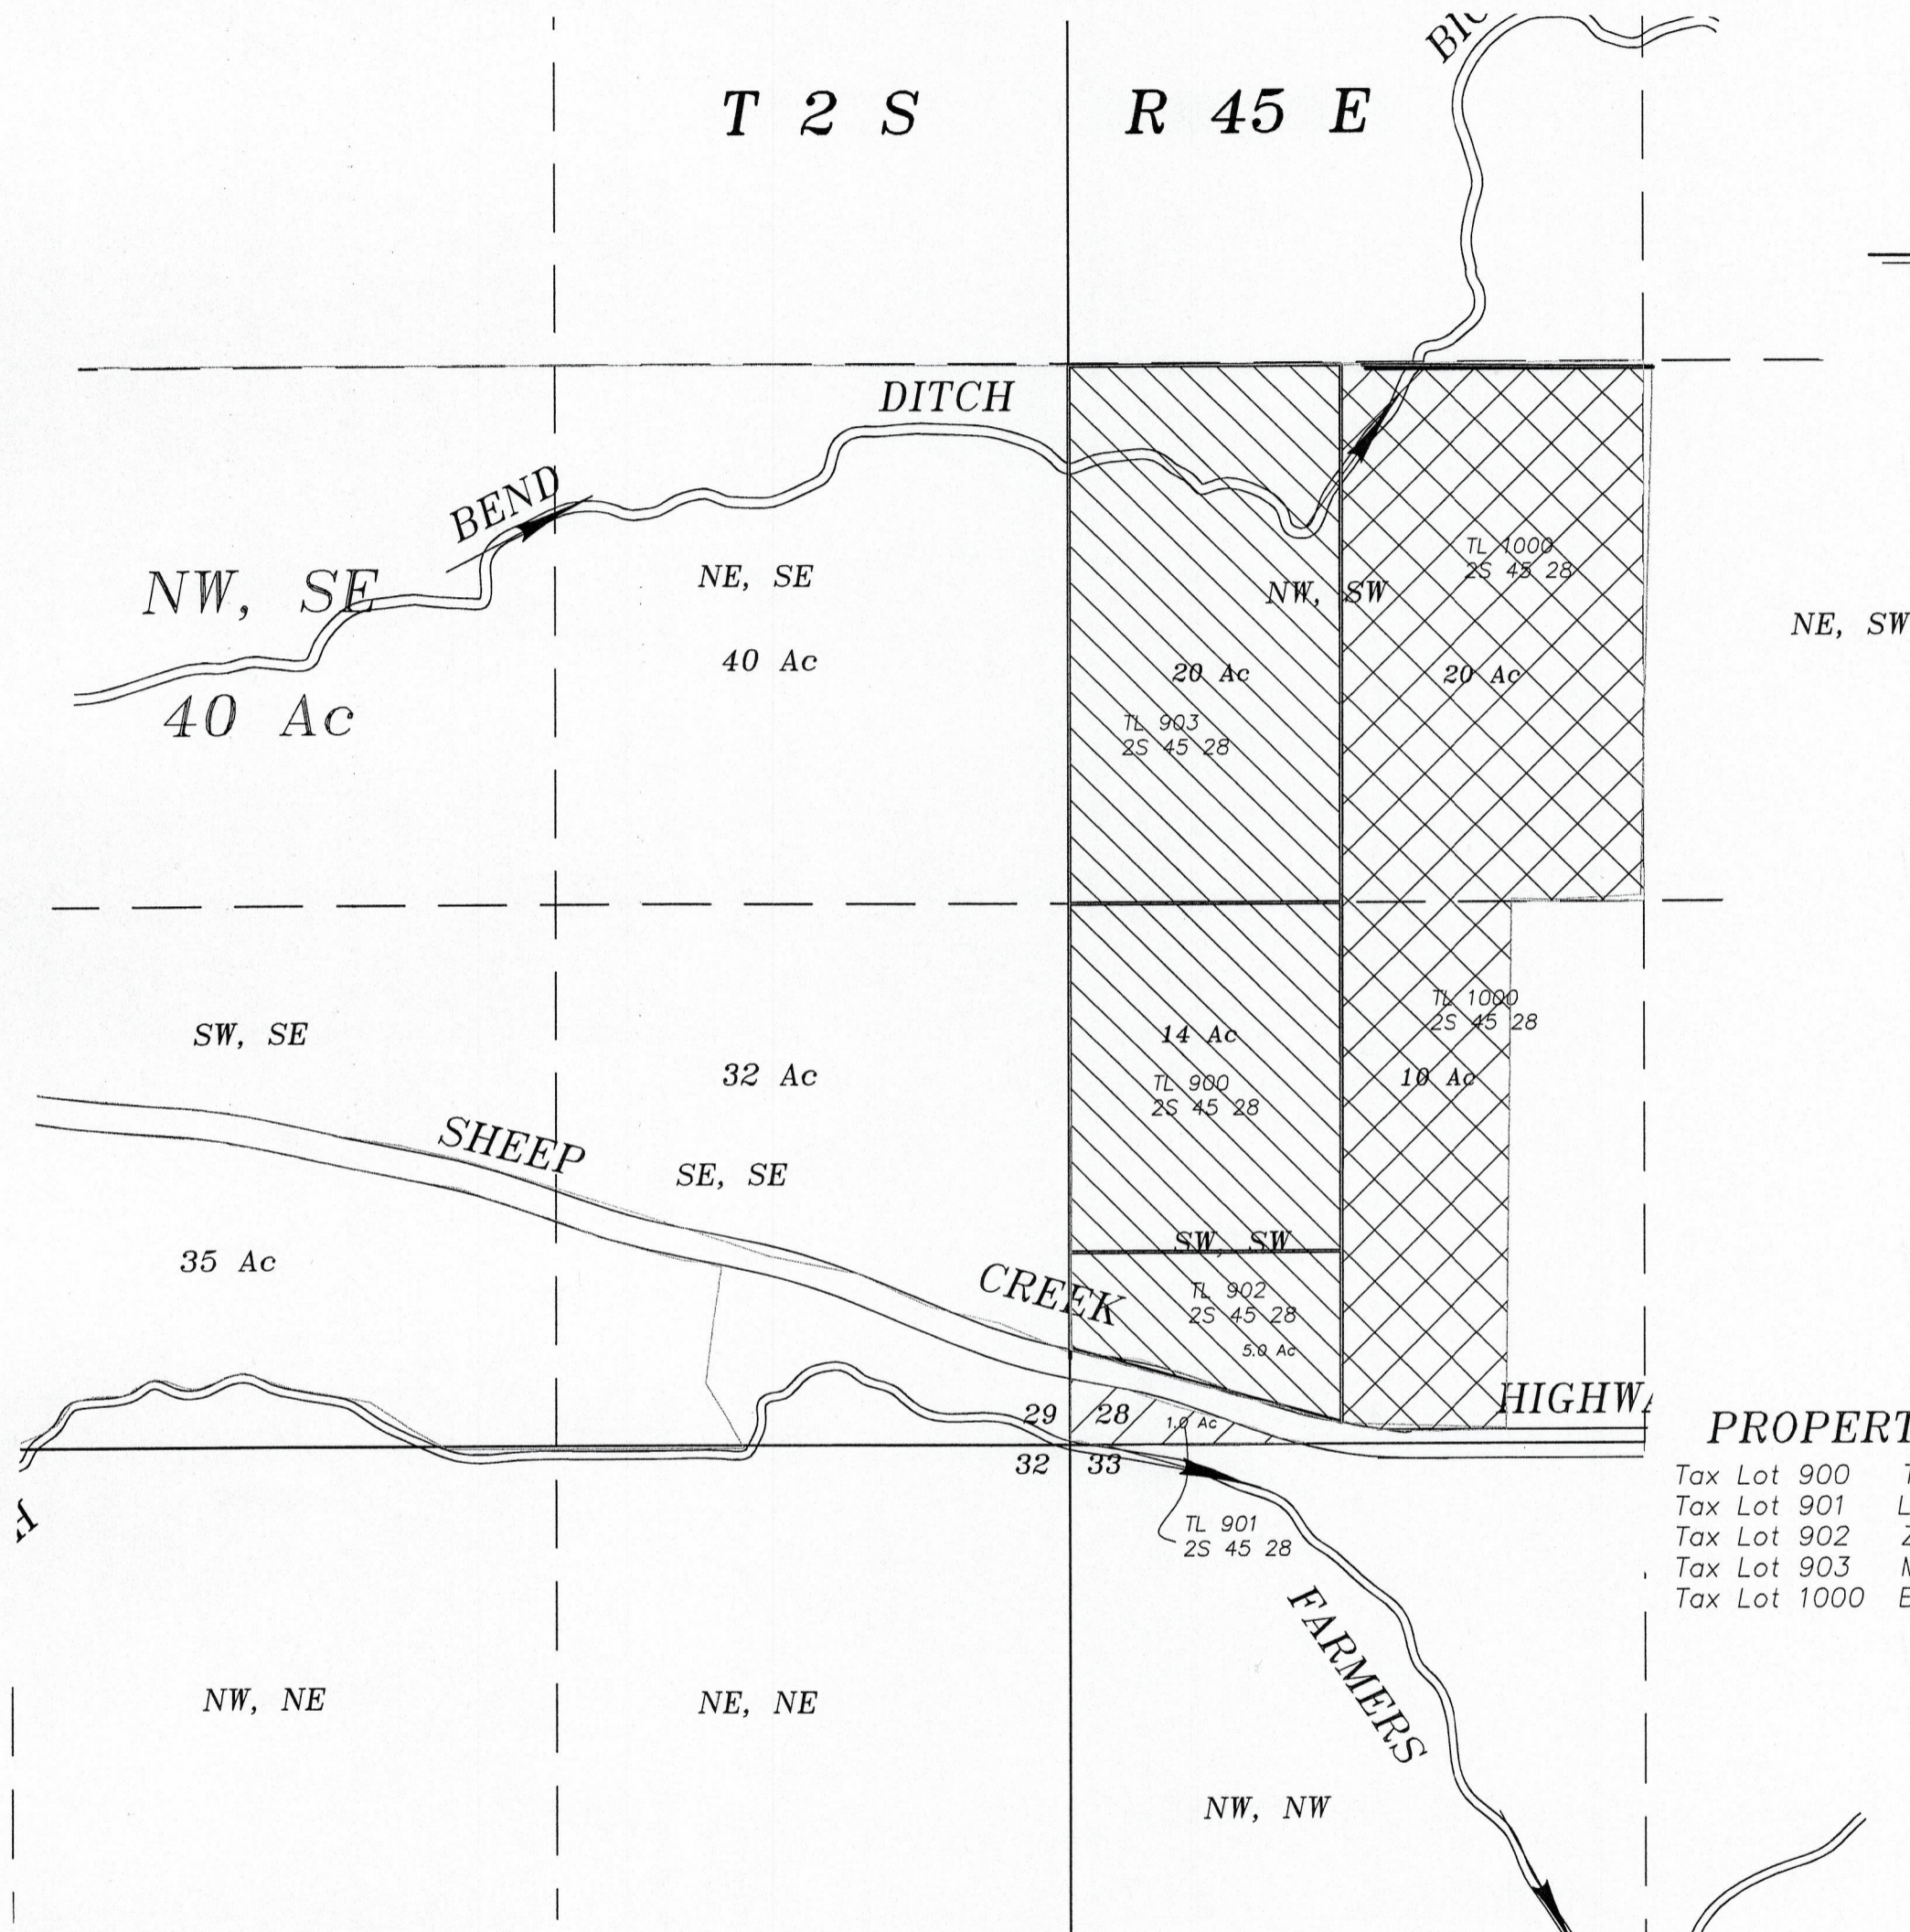 BI
T 2 S R 45 E
DITCH
BEND
NW, SE
40 Ac
NE, SE
40 Ac
TL 1000
2S 45 28
NW, SW
NE, SW
20 Ac
20 Ac
TL 903
2S 45 28
SW, SE
32 Ac
14 Ac
TL 900
2S 45 28
TL 1000
2S 45 28
10 Ac
SHEEP
SE, SE
35 Ac
SW, SW
CREEK
TL 902
2S 45 28
5.0 Ac
HIGHWA
29 28
1.0 Ac
32 33
PROPERT
Tax Lot 900 T
Tax Lot 901 L
Tax Lot 902 Z
Tax Lot 903 M
Tax Lot 1000 E
TL 901
2S 45 28
FARMERS
NW, NE
NE, NE
NW, NW